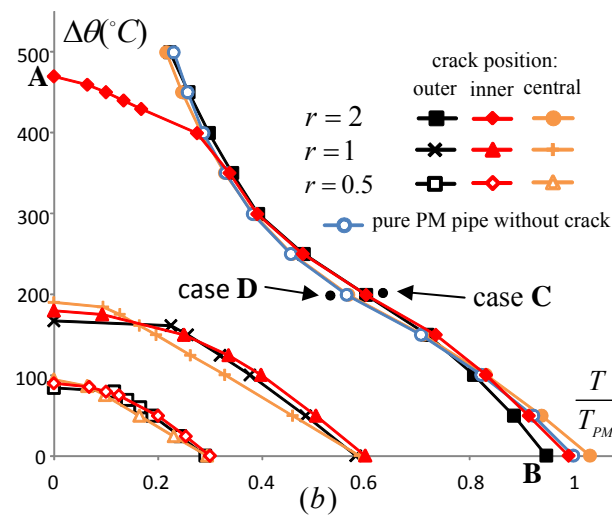 Δθ(°C)
500
A
400
300
200
100
0
crack position:
outer inner central
r = 2
r = 1
r = 0.5
pure PM pipe without crack
case D
case C
T
T_PM
B
0 0.2 0.4 0.6 0.8 1
(b)